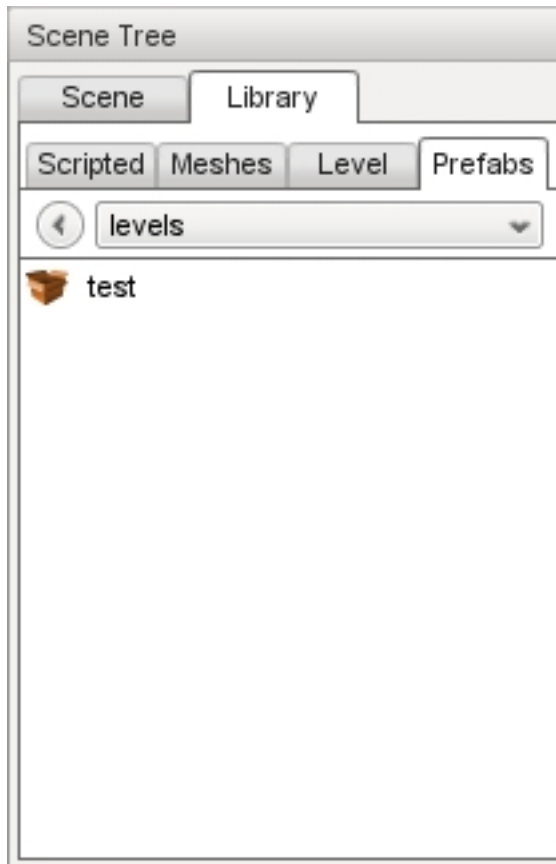 Scene Tree
Scene Library
Scripted Meshes Level Prefabs
levels
test